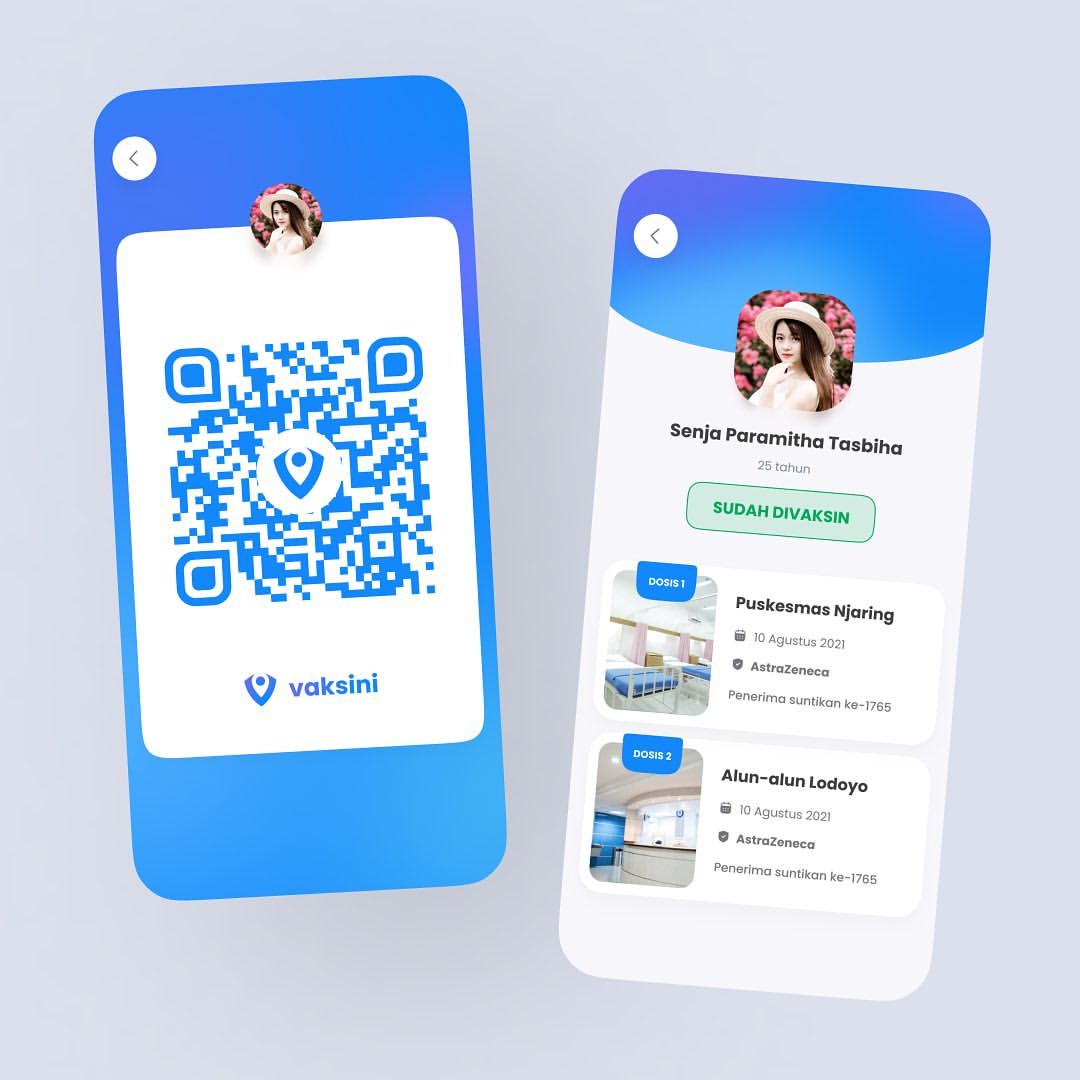 vaksini
Senja Paramitha Tasbiha
25 tahun
SUDAH DIVAKSIN
DOSIS 1
Puskesmas Njaring
10 Agustus 2021
AstraZeneca
Penerima suntikan ke-1765
DOSIS 2
Alun-alun Lodoyo
10 Agustus 2021
AstraZeneca
Penerima suntikan ke-1765